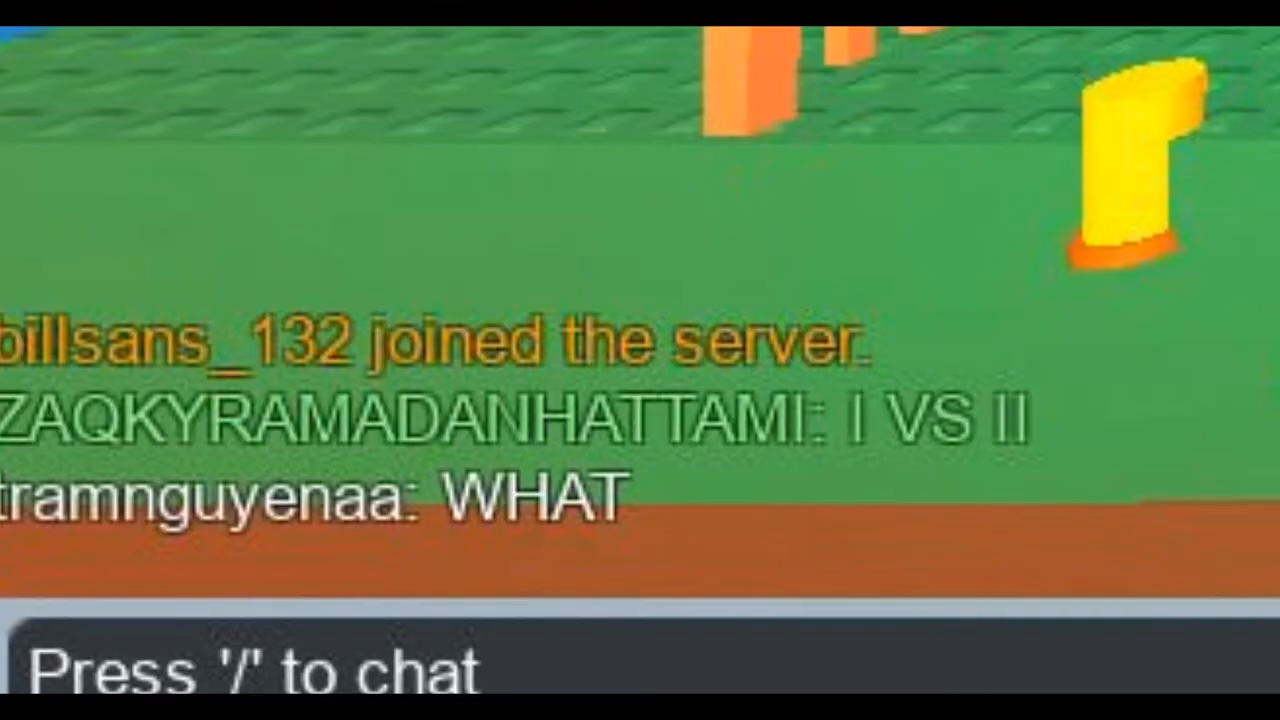 billsans_132 joined the server.
ZAQKYRAMADANHATTAMI: I VS II
tramnguyenaa: WHAT
Press '/' to chat